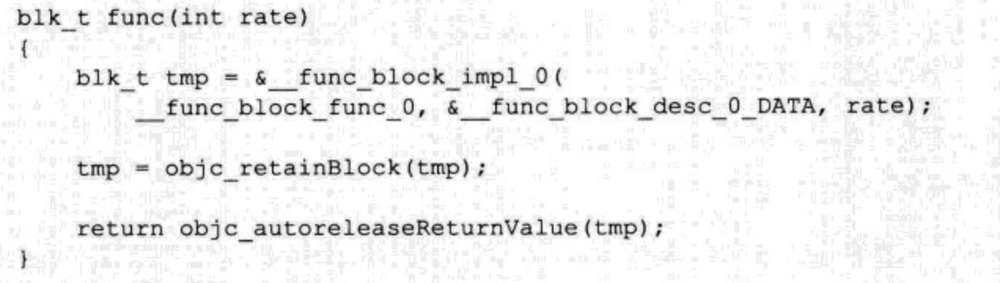 blk_t func(int rate)
{
    blk_t tmp = &__func_block_impl_0(
        __func_block_func_0, &__func_block_desc_0_DATA, rate);
    tmp = objc_retainBlock(tmp);
    return objc_autoreleaseReturnValue(tmp);
}